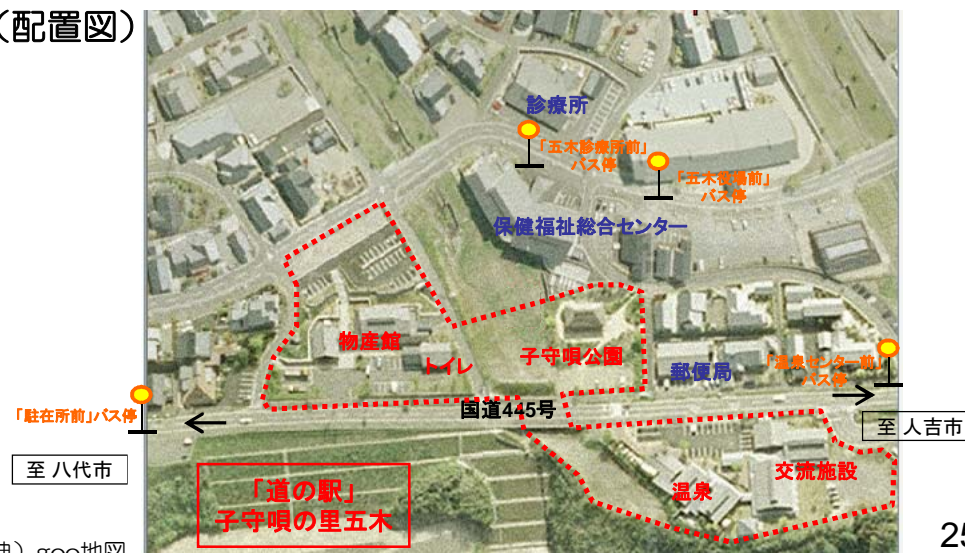 (配置図)
診療所
「五木診療所前」
バス停
「五木役場前」
バス停
保健福祉総合センター
物産館
トイレ
子守唄公園
郵便局
「温泉センター前」
バス停
「駐在所前」バス停
国道445号
至 人吉市
至 八代市
「道の駅」
子守唄の里五木
温泉
交流施設
goo地図
25